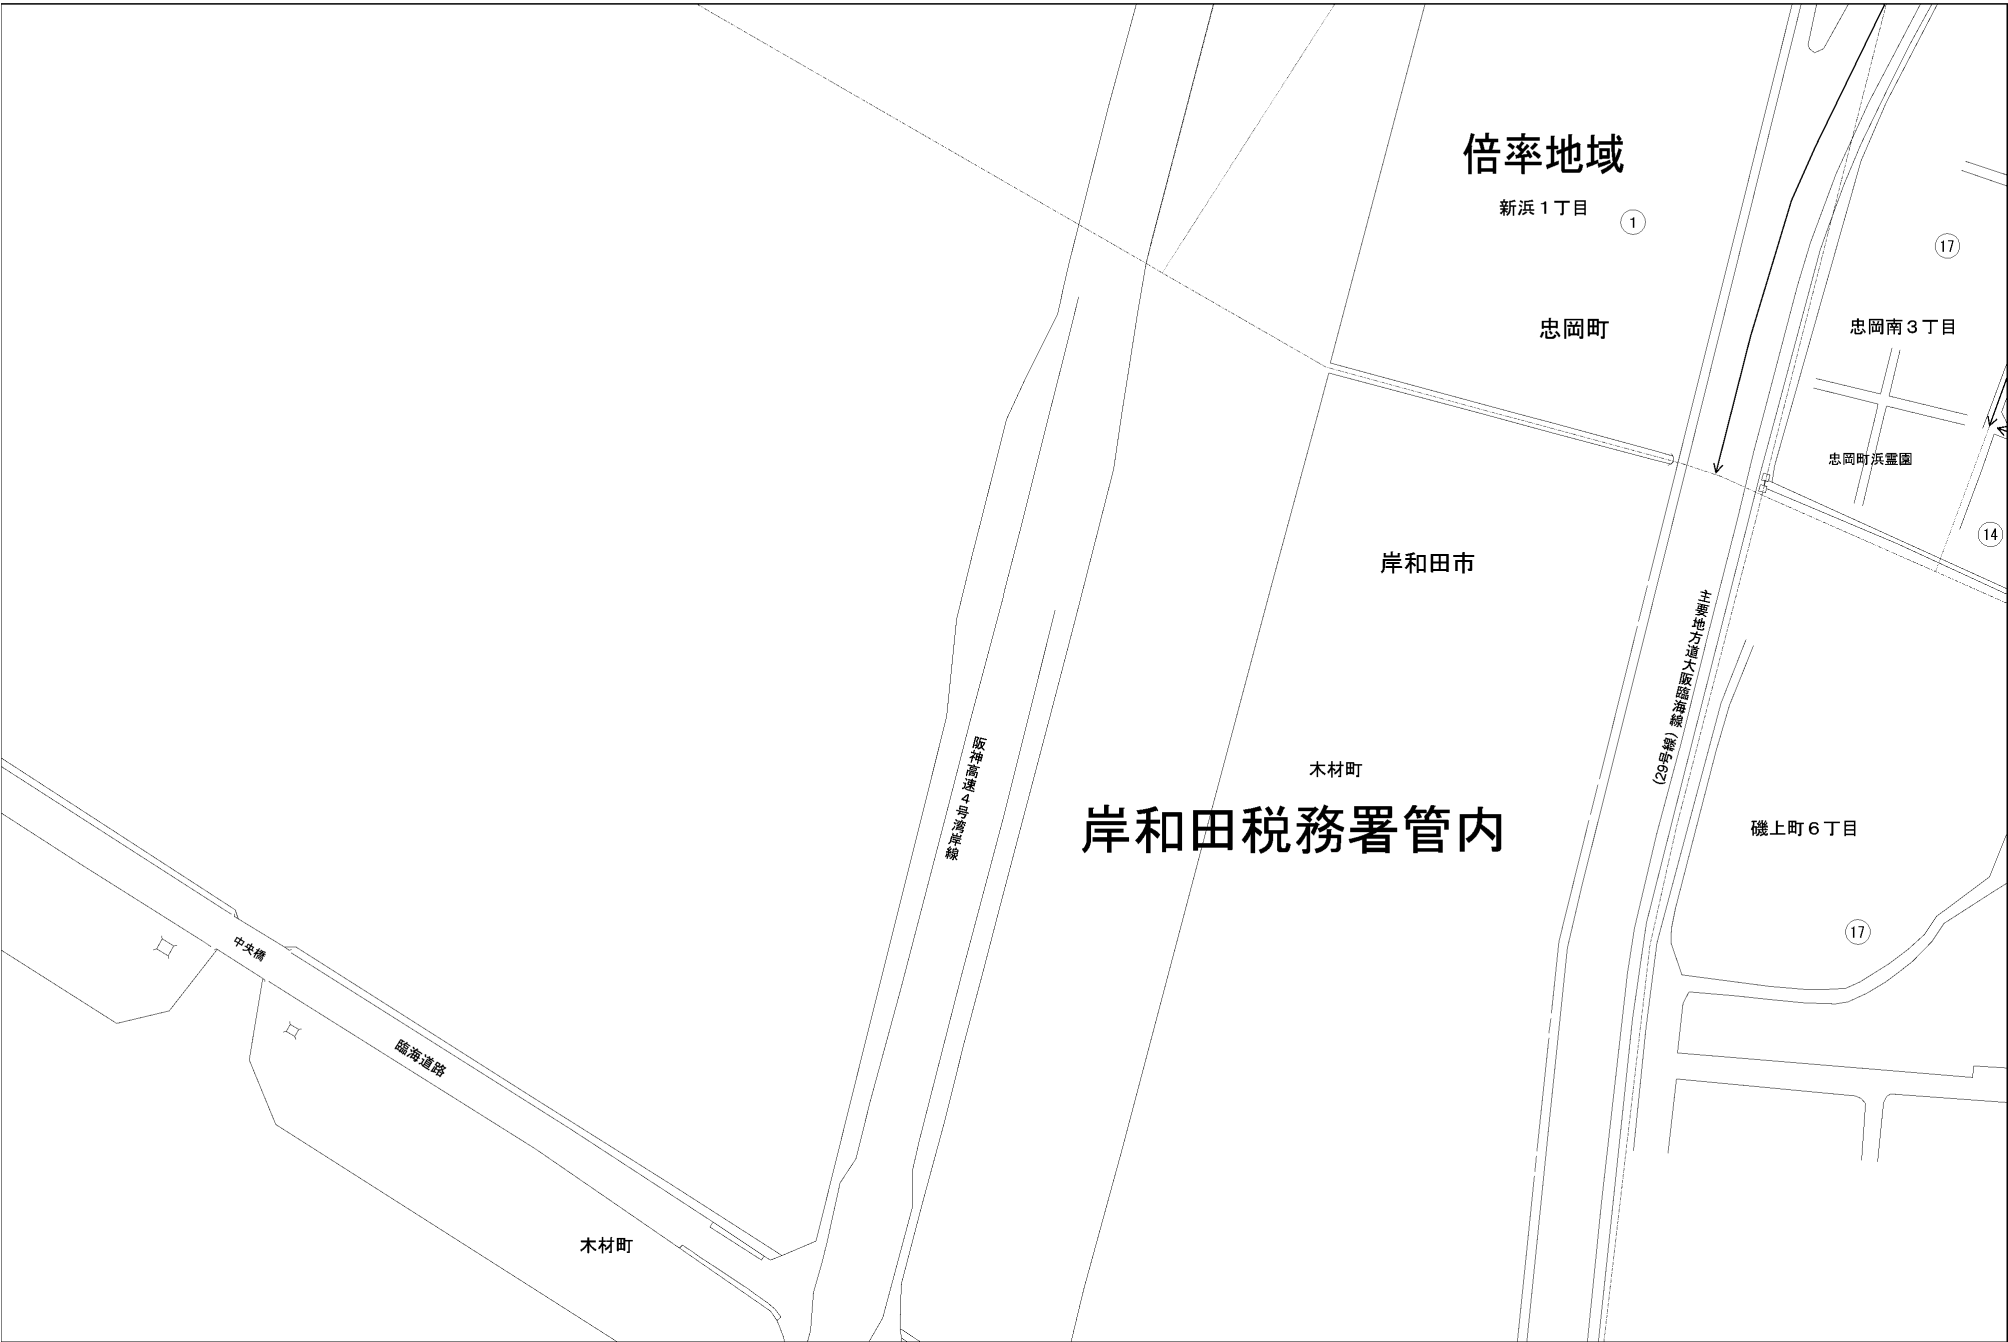 倍率地域
新浜１丁目
1
17
忠岡町
忠岡南３丁目
忠岡町浜霊園
14
岸和田市
主要地方道大阪臨海線
(29号線)
阪神高速４号湾岸線
木材町
岸和田税務署管内
磯上町６丁目
17
中央橋
臨海道路
木材町